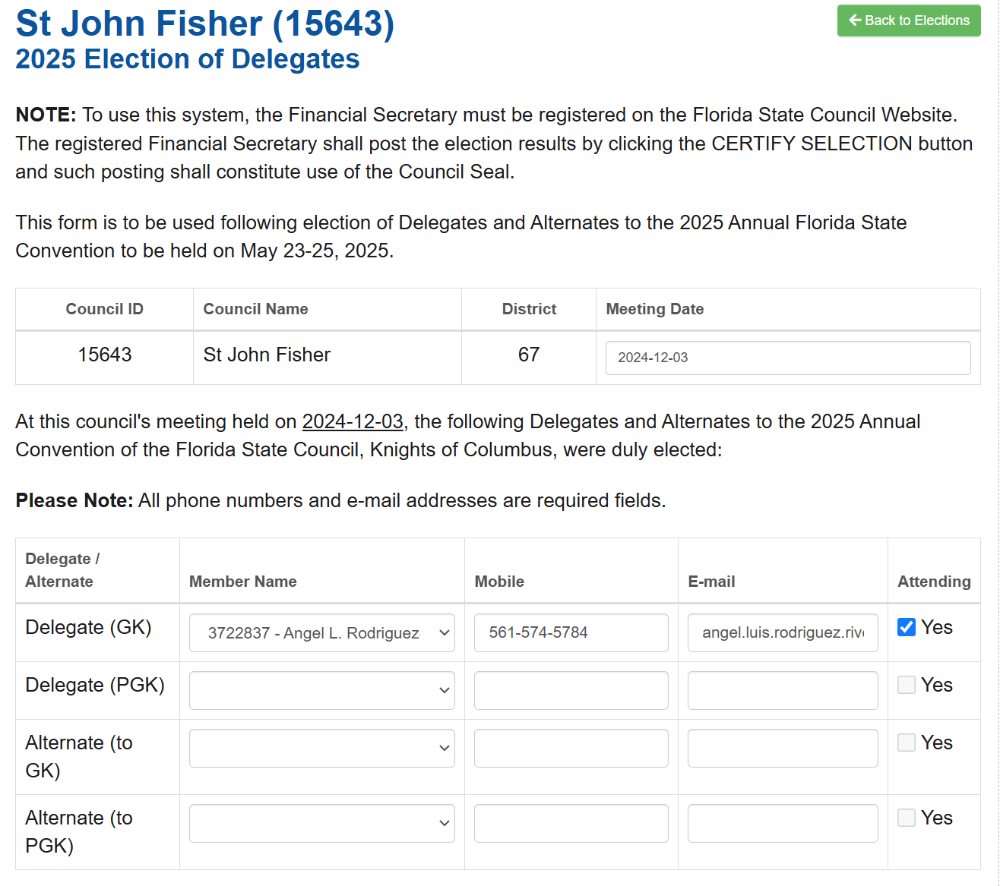 St John Fisher (15643)
Back to Elections
2025 Election of Delegates
NOTE: To use this system, the Financial Secretary must be registered on the Florida State Council Website.
The registered Financial Secretary shall post the election results by clicking the CERTIFY SELECTION button
and such posting shall constitute use of the Council Seal.
This form is to be used following election of Delegates and Alternates to the 2025 Annual Florida State
Convention to be held on May 23-25, 2025.
Council ID Council Name District Meeting Date
15643 St John Fisher 67 2024-12-03
At this council's meeting held on 2024-12-03, the following Delegates and Alternates to the 2025 Annual
Convention of the Florida State Council, Knights of Columbus, were duly elected:
Please Note: All phone numbers and e-mail addresses are required fields.
Delegate /
Alternate Member Name Mobile E-mail Attending
Delegate (GK) 3722837 - Angel L. Rodriguez- 561-574-5784 angel.luis.rodriguez.riv Yes
Delegate (PGK) Yes
Alternate (to Yes
GK)
Alternate (to Yes
PGK)